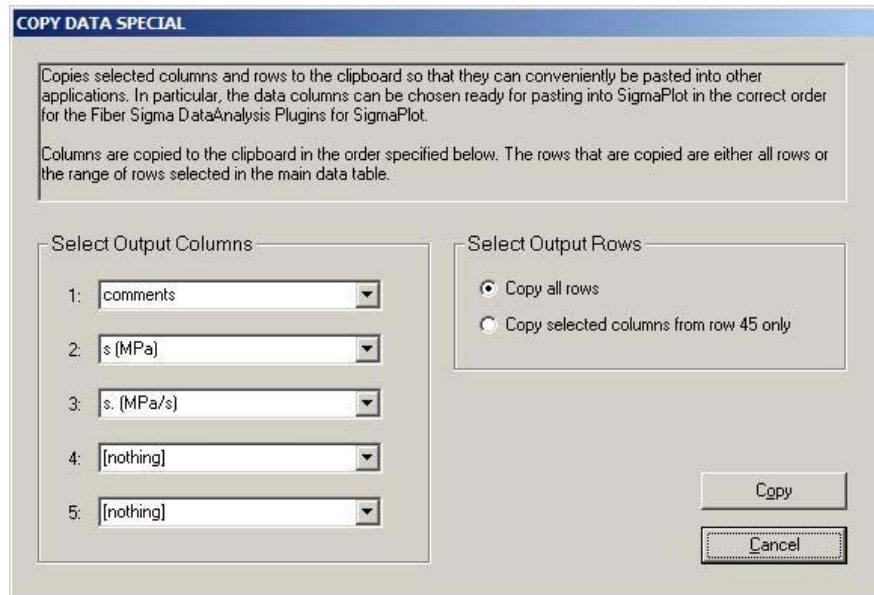 COPY DATA SPECIAL
Copies selected columns and rows to the clipboard so that they can conveniently be pasted into other
applications. In particular, the data columns can be chosen ready for pasting into SigmaPlot in the correct order
for the Fiber Sigma DataAnalysis Plugins for SigmaPlot.
Columns are copied to the clipboard in the order specified below. The rows that are copied are either all rows or
the range of rows selected in the main data table.
Select Output Columns
1: comments
2: s (MPa)
3: s. (MPa/s)
4: [nothing]
5: [nothing]
Select Output Rows
Copy all rows
Copy selected columns from row 45 only
Copy
Cancel